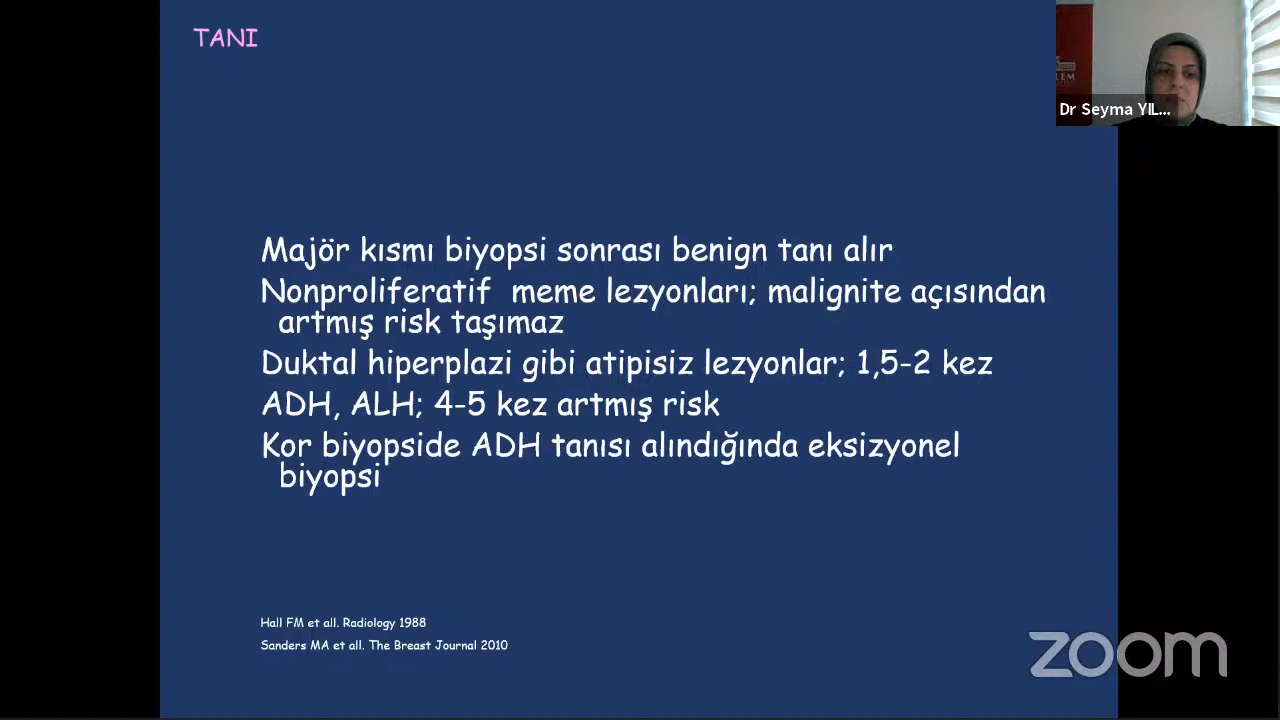 TANI
LEM
Dr Seyma YIL...
Majör kısmı biyopsi sonrası benign tanı alır
Nonproliferatif meme lezyonları; malignite açısından
artmış risk taşımaz
Duktal hiperplazi gibi atipisiz lezyonlar; 1,5-2 kez
ADH, ALH; 4-5 kez artmış risk
Kor biyopside ADH tanısı alındığında eksizyonel
biyopsi
Hall FM et all. Radiology 1988
Sanders MA et all. The Breast Journal 2010
zoom